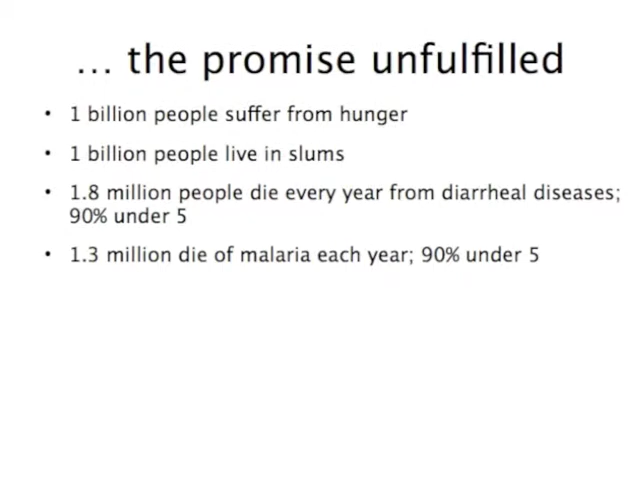 ... the promise unfulfilled
• 1 billion people suffer from hunger
• 1 billion people live in slums
• 1.8 million people die every year from diarrheal diseases;
90% under 5
• 1.3 million die of malaria each year; 90% under 5